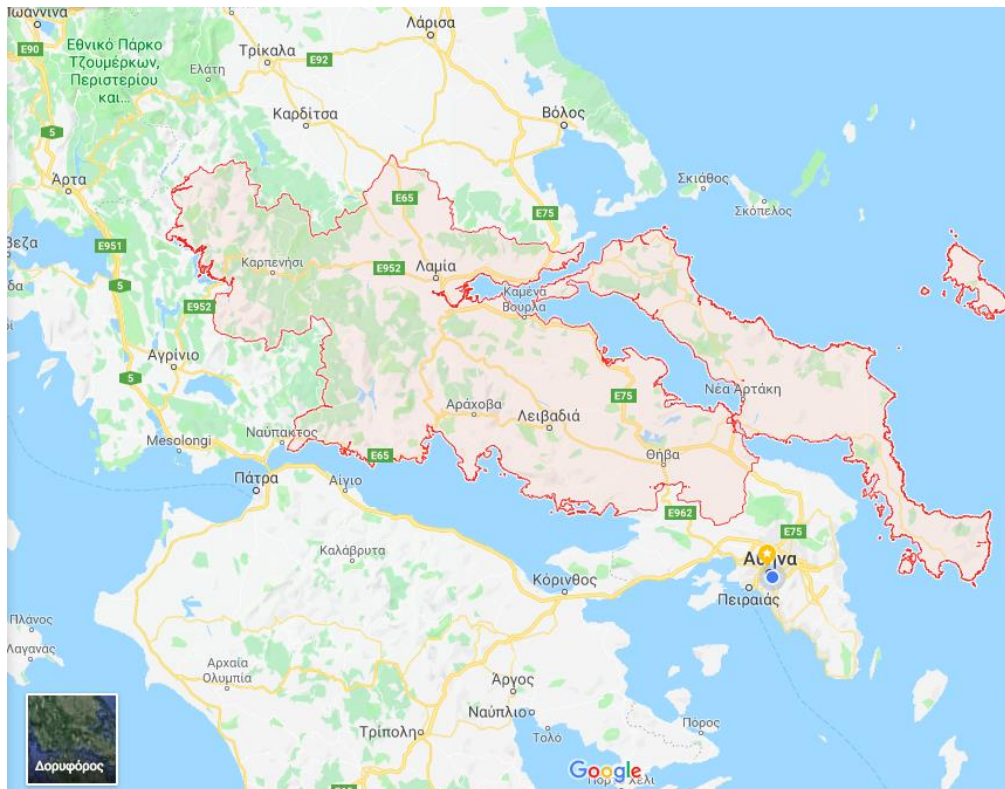 Ιωάννινα
E90
Εθνικό Πάρκο
Τζουμέρκων,
Περιστερίου
και...
Ελάτη
Τρίκαλα
E92
Λάρισα
Καρδίτσα
Βόλος
5
Άρτα
Σκιάθος
Σκόπελος
E65
E75
E951
Καρπενήσι
E952
Λαμία
Καμένα
Βούρλα
5
E952
Αγρίνιο
5
Νέα Αρτάκη
E75
Αράχοβα
Λειβαδιά
Mesolongi
Ναύπακτος
E65
Θήβα
Πάτρα
Αίγιο
E962
E75
Καλάβρυτα
Αθήνα
Κόρινθος
Πειραιάς
Πλάνος
Λαγανάς
Αρχαία
Ολυμπία
Άργος
Ναύπλιο
Τολό
Πόρος
Τρίπολη
Δορυφόρος
Google